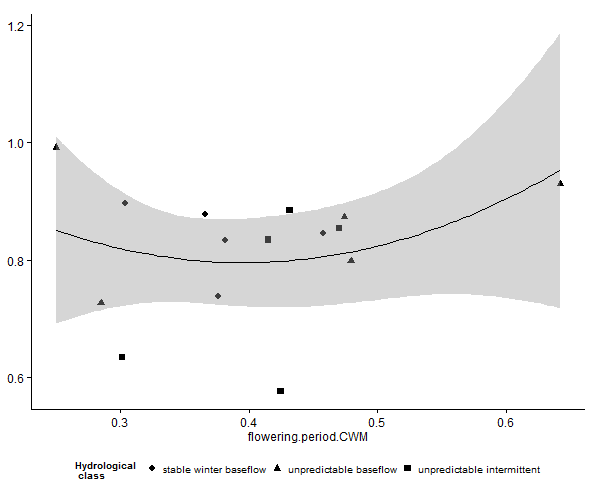 1.2
1.0
0.8
0.6
0.3 0.4 0.5 0.6
flowering.period.CWM
Hydrological
class
stable winter baseflow unpredictable baseflow unpredictable intermittent